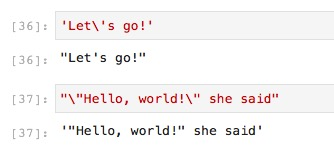 [36]: 'Let\'s go!'
[36]: "Let's go!"
[37]: "\"Hello, world!\" she said"
[37]: '"Hello, world!" she said'